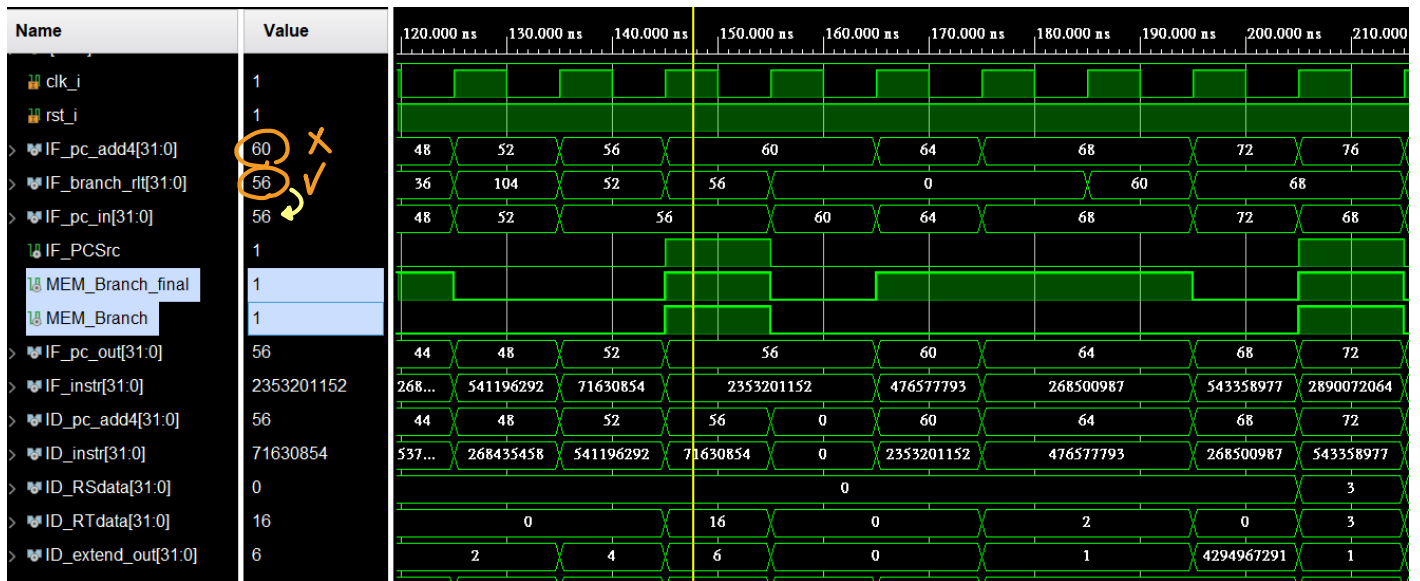 Name Value 120.000 ns 130.000 ns 140.000 ns 150.000 ns 160.000 ns 170.000 ns 180.000 ns 190.000 ns 200.000 ns 210.000
clk_i 1
rst_i 1
IF_pc_add4[31:0] 60 X 48 52 56 60 64 68 72 76
IF_branch_rlt[31:0] 56 ✓ 36 104 52 56 0 60 68
IF_pc_in[31:0] 56 48 52 56 60 64 68 72 68
IF_PCSrc 1
MEM_Branch_final 1
MEM_Branch 1
IF_pc_out[31:0] 56 44 48 52 56 60 64 68 72
IF_instr[31:0] 2353201152 268... 541196292 71630854 2353201152 476577793 268500987 543358977 2890072064
ID_pc_add4[31:0] 56 44 48 52 56 0 60 64 68 72
ID_instr[31:0] 71630854 537... 268435458 541196292 71630854 0 2353201152 476577793 268500987 543358977
ID_RSdata[31:0] 0 0 3
ID_RTdata[31:0] 16 0 16 0 2 0 3
ID_extend_out[31:0] 6 2 4 6 0 1 4294967291 1